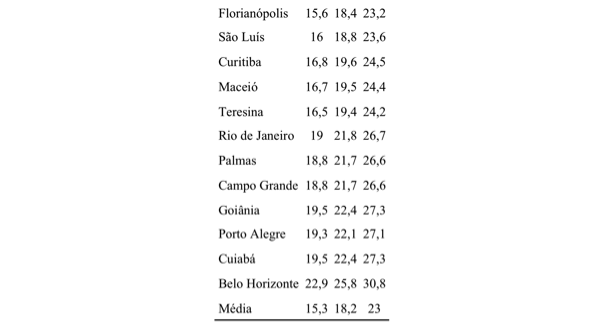 Florianópolis 15,6 18,4 23,2
São Luís 16 18,8 23,6
Curitiba 16,8 19,6 24,5
Maceió 16,7 19,5 24,4
Teresina 16,5 19,4 24,2
Rio de Janeiro 19 21,8 26,7
Palmas 18,8 21,7 26,6
Campo Grande 18,8 21,7 26,6
Goiânia 19,5 22,4 27,3
Porto Alegre 19,3 22,1 27,1
Cuiabá 19,5 22,4 27,3
Belo Horizonte 22,9 25,8 30,8
Média 15,3 18,2 23